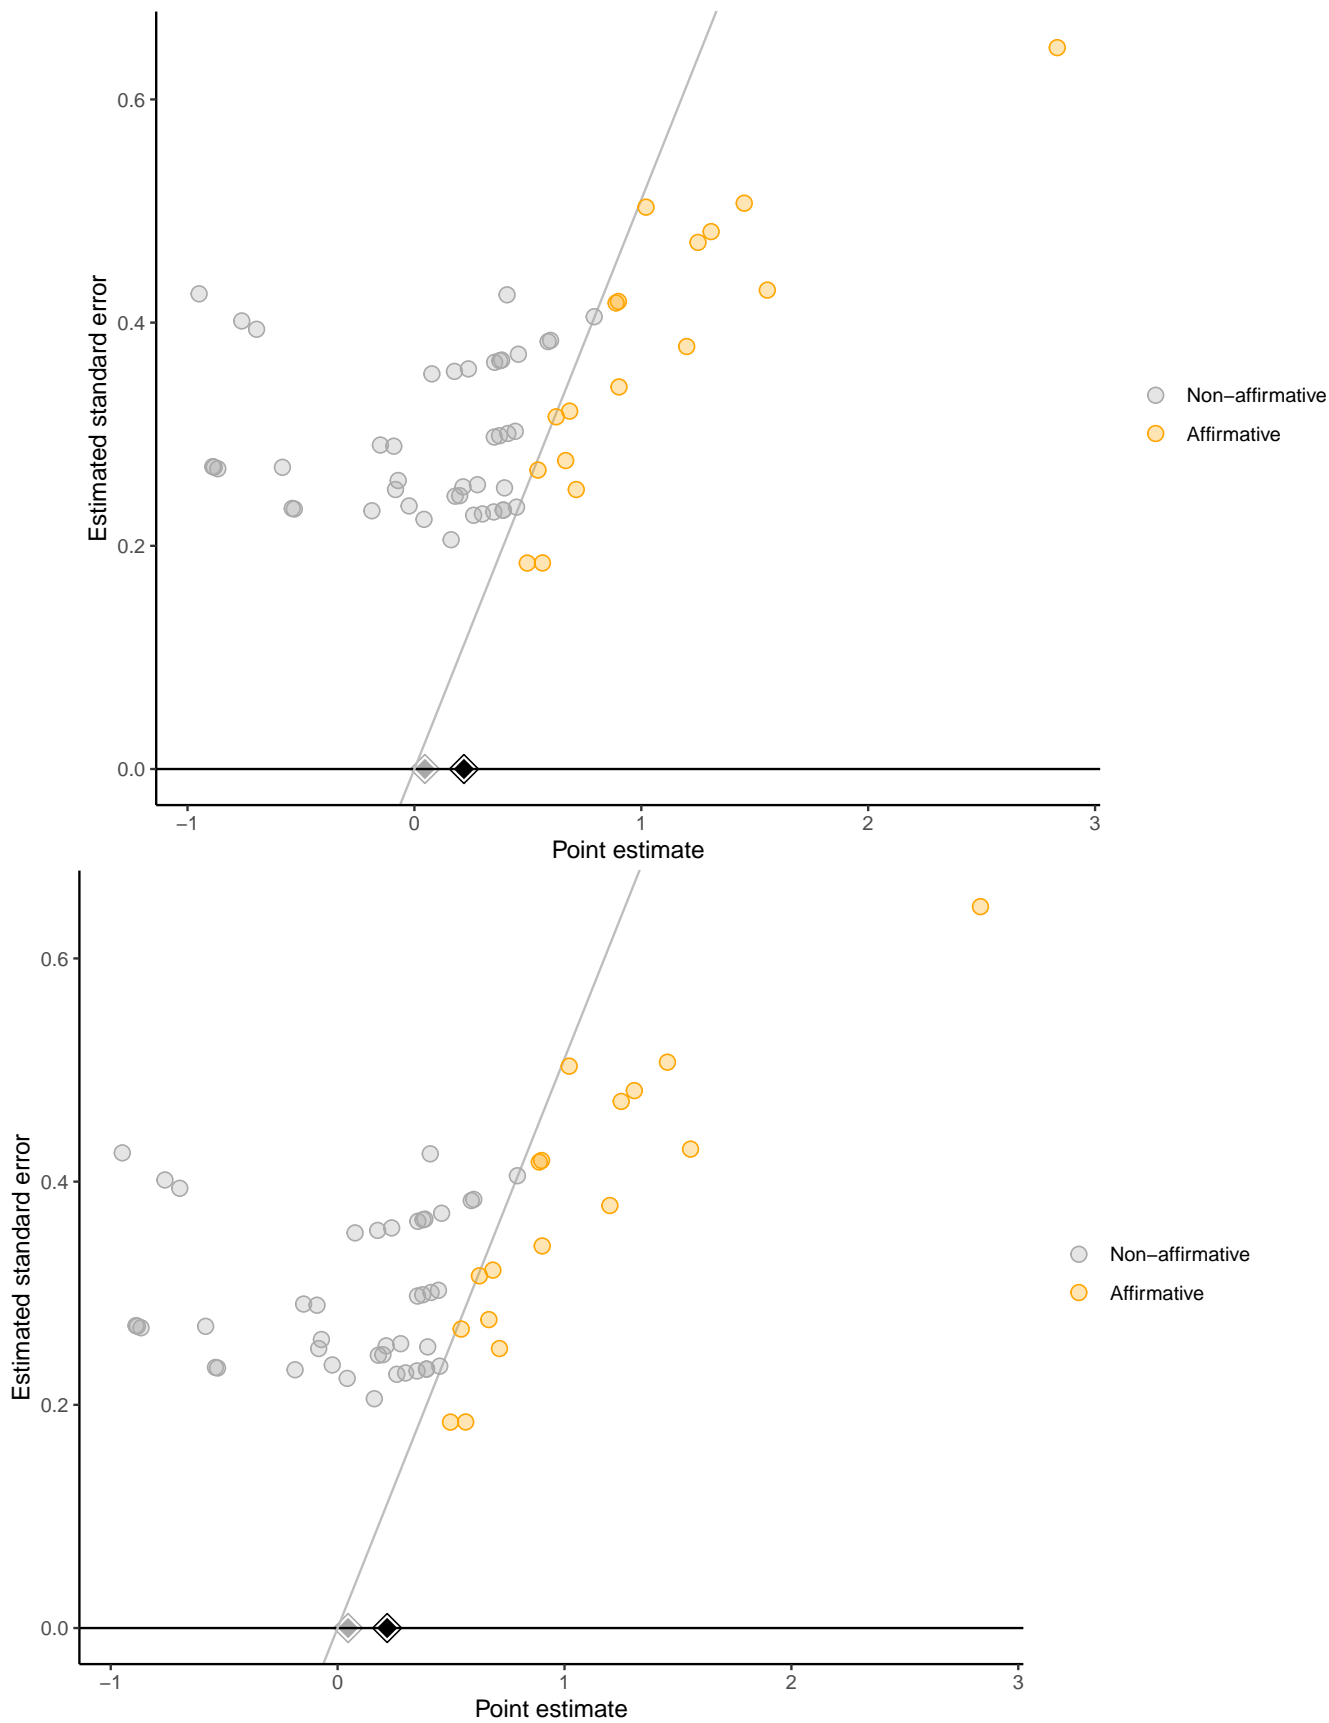 0.6
0.4
0.2
0.0
Estimated standard error
−1
0
1
2
3
Point estimate
Non−affirmative
Affirmative
0.6
0.4
0.2
0.0
Estimated standard error
−1
0
1
2
3
Point estimate
Non−affirmative
Affirmative